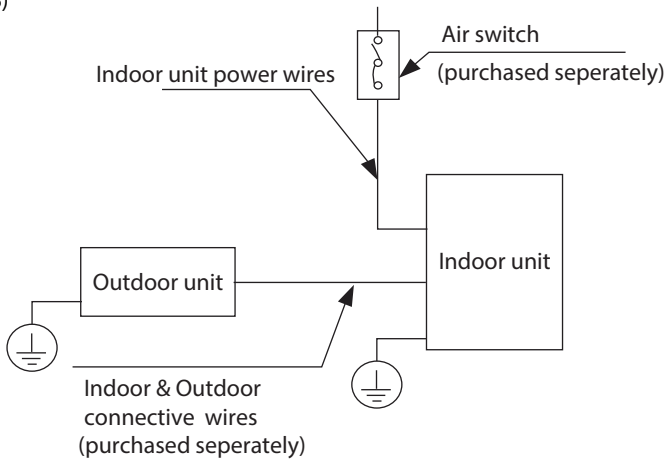 Air switch
(purchased seperately)
Indoor unit power wires
Outdoor unit
Indoor unit
Indoor & Outdoor
connective wires
(purchased seperately)